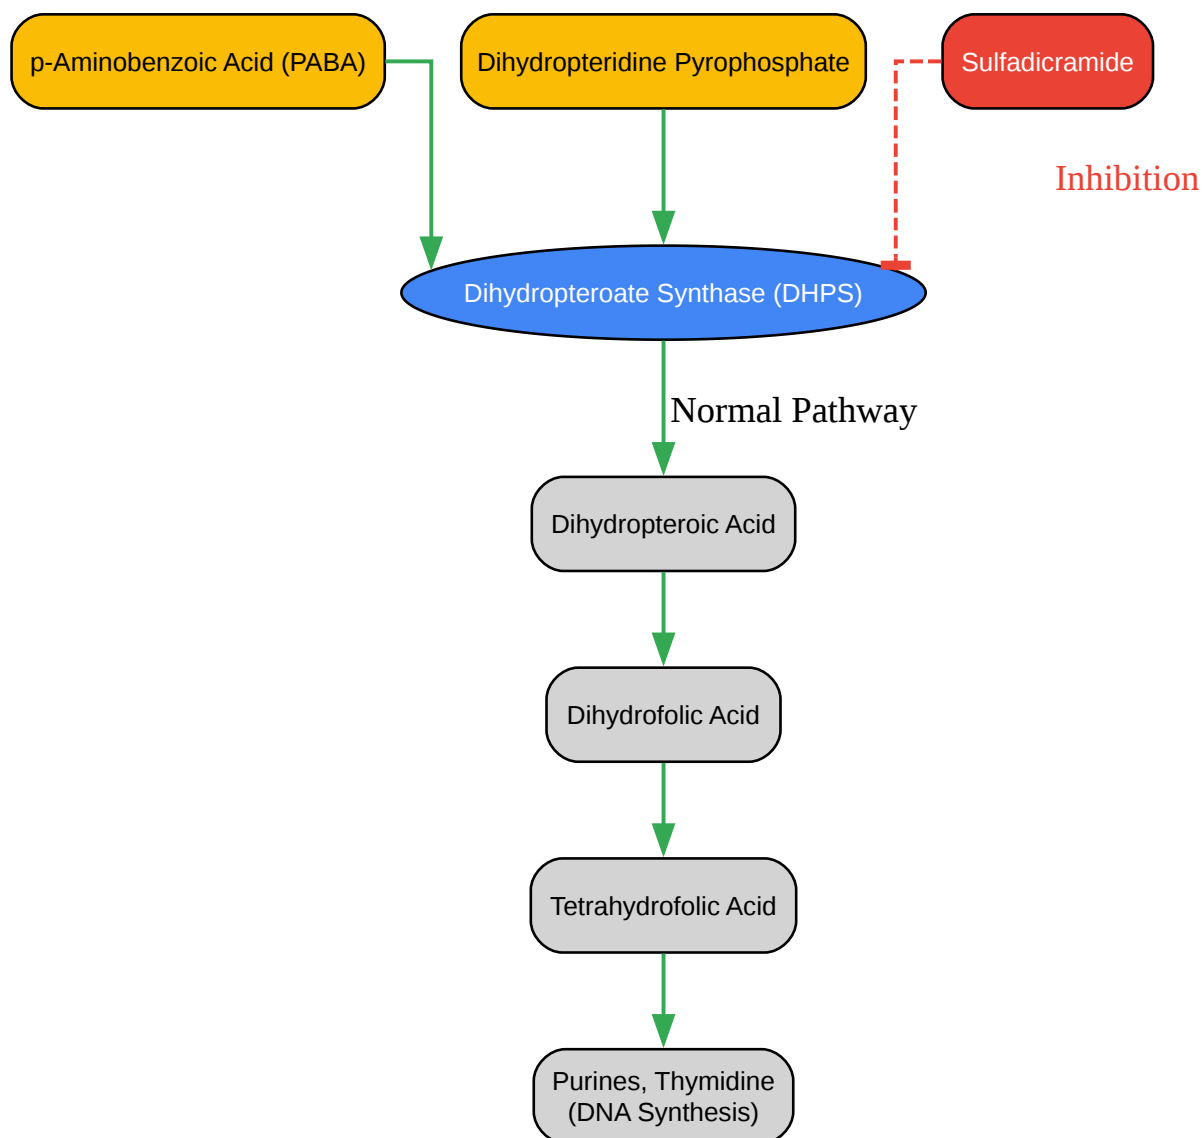 p-Aminobenzoic Acid (PABA)
Dihydropteridine Pyrophosphate
Sulfadicramide
Inhibition
Dihydropteroate Synthase (DHPS)
Normal Pathway
Dihydropteroic Acid
Dihydrofolic Acid
Tetrahydrofolic Acid
Purines, Thymidine
(DNA Synthesis)